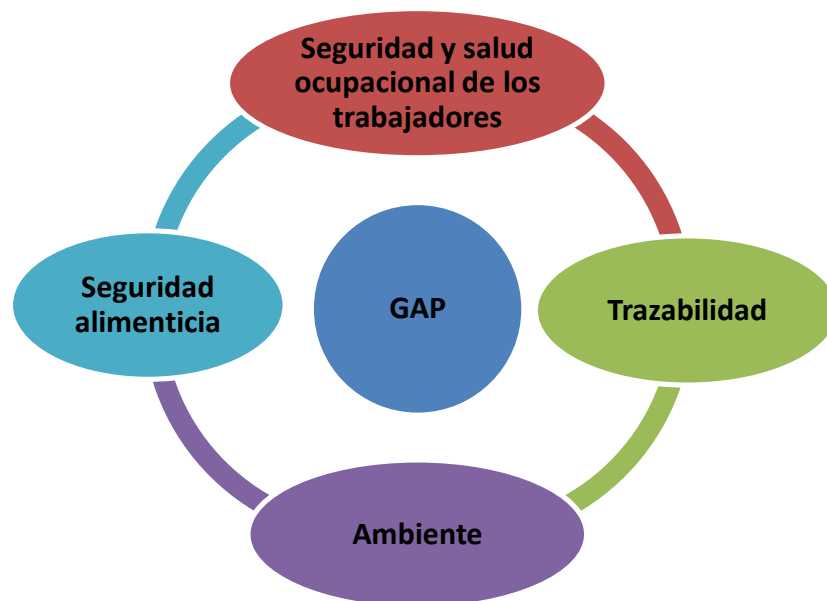 Seguridad y salud
ocupacional de los
trabajadores
Seguridad
alimenticia
GAP
Trazabilidad
Ambiente